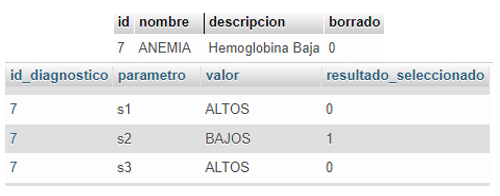 id nombre descripcion borrado
7 ANEMIA Hemoglobina Baja 0
id_diagnostico parametro valor resultado_seleccionado
7 s1 ALTOS 0
7 s2 BAJOS 1
7 s3 ALTOS 0